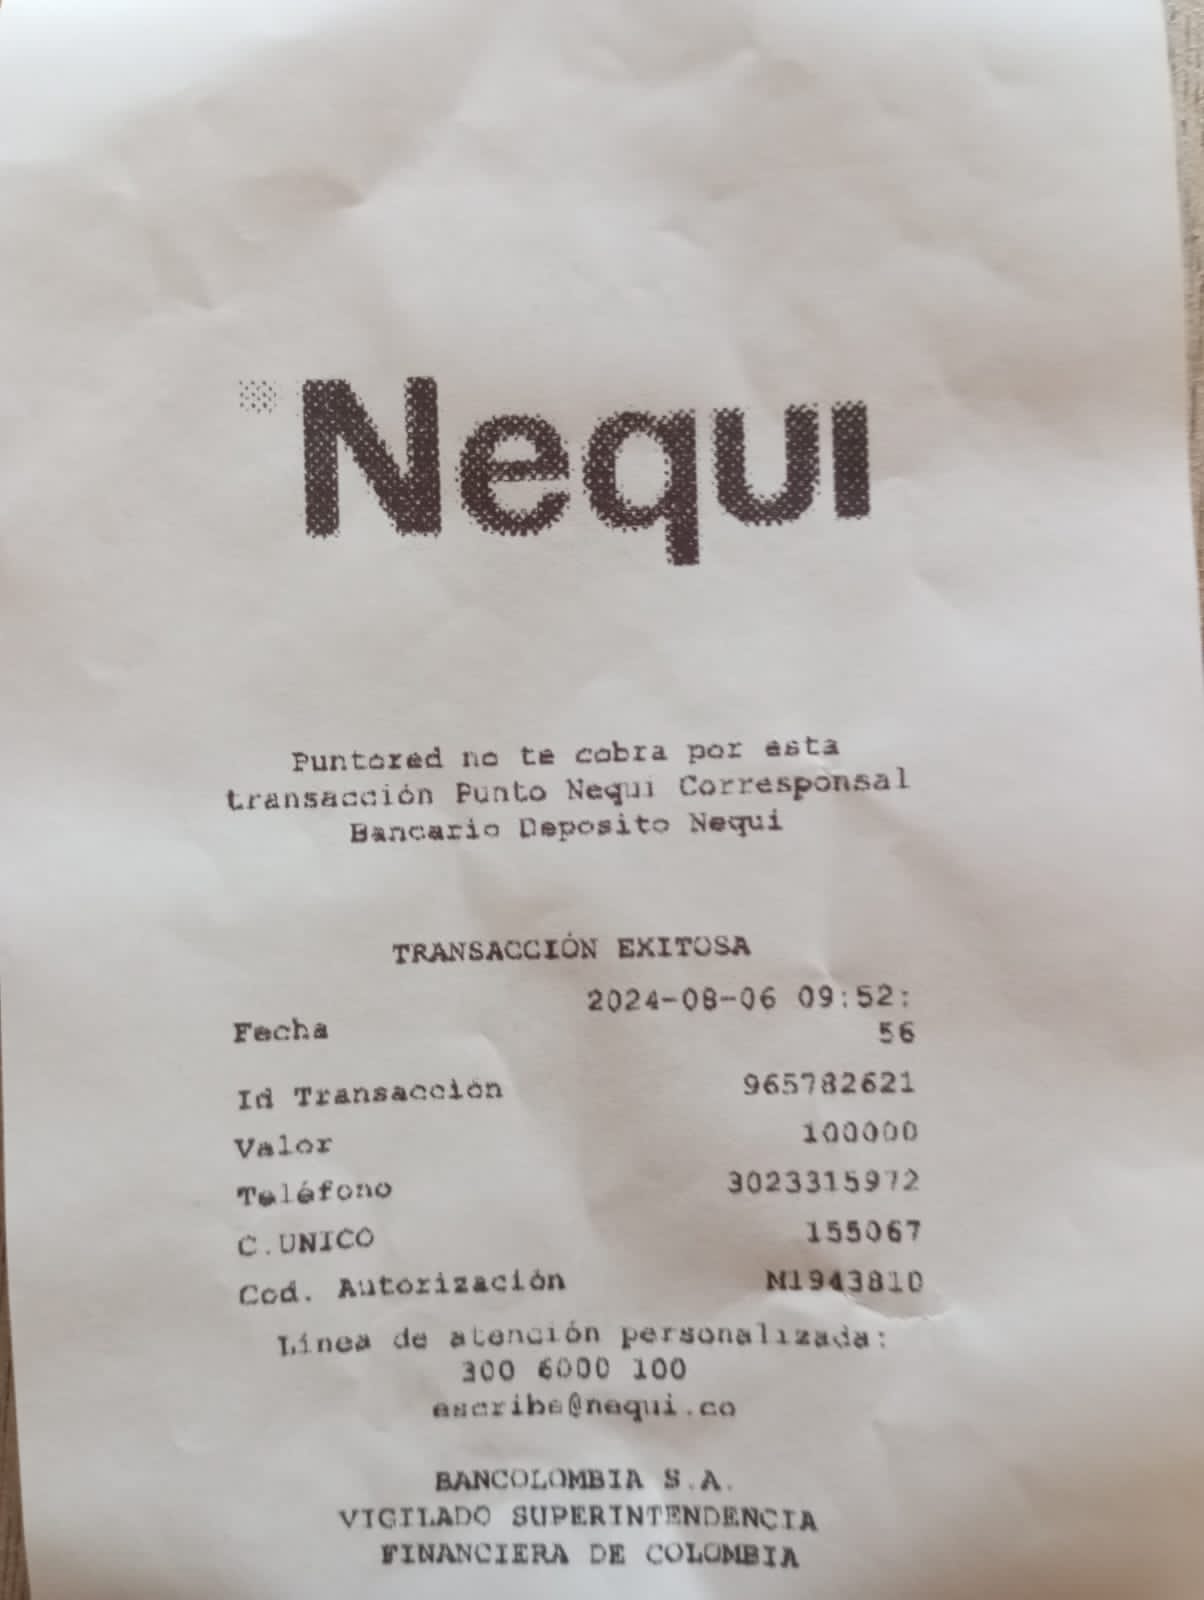 Nequi
Puntored no te cobra por esta
transacción Punto Nequi Corresponsal
Bancario Deposito Nequi
TRANSACCIÓN EXITOSA
Fecha 2024-08-06 09:52:
56
Id Transacción 965782621
Valor 100000
Teléfono 3023315972
C.UNICO 155067
Cod. Autorización M1943810
Línea de atención personalizada:
300 6000 100
escribe@nequi.co
BANCOLOMBIA S.A.
VIGILADO SUPERINTENDENCIA
FINANCIERA DE COLOMBIA